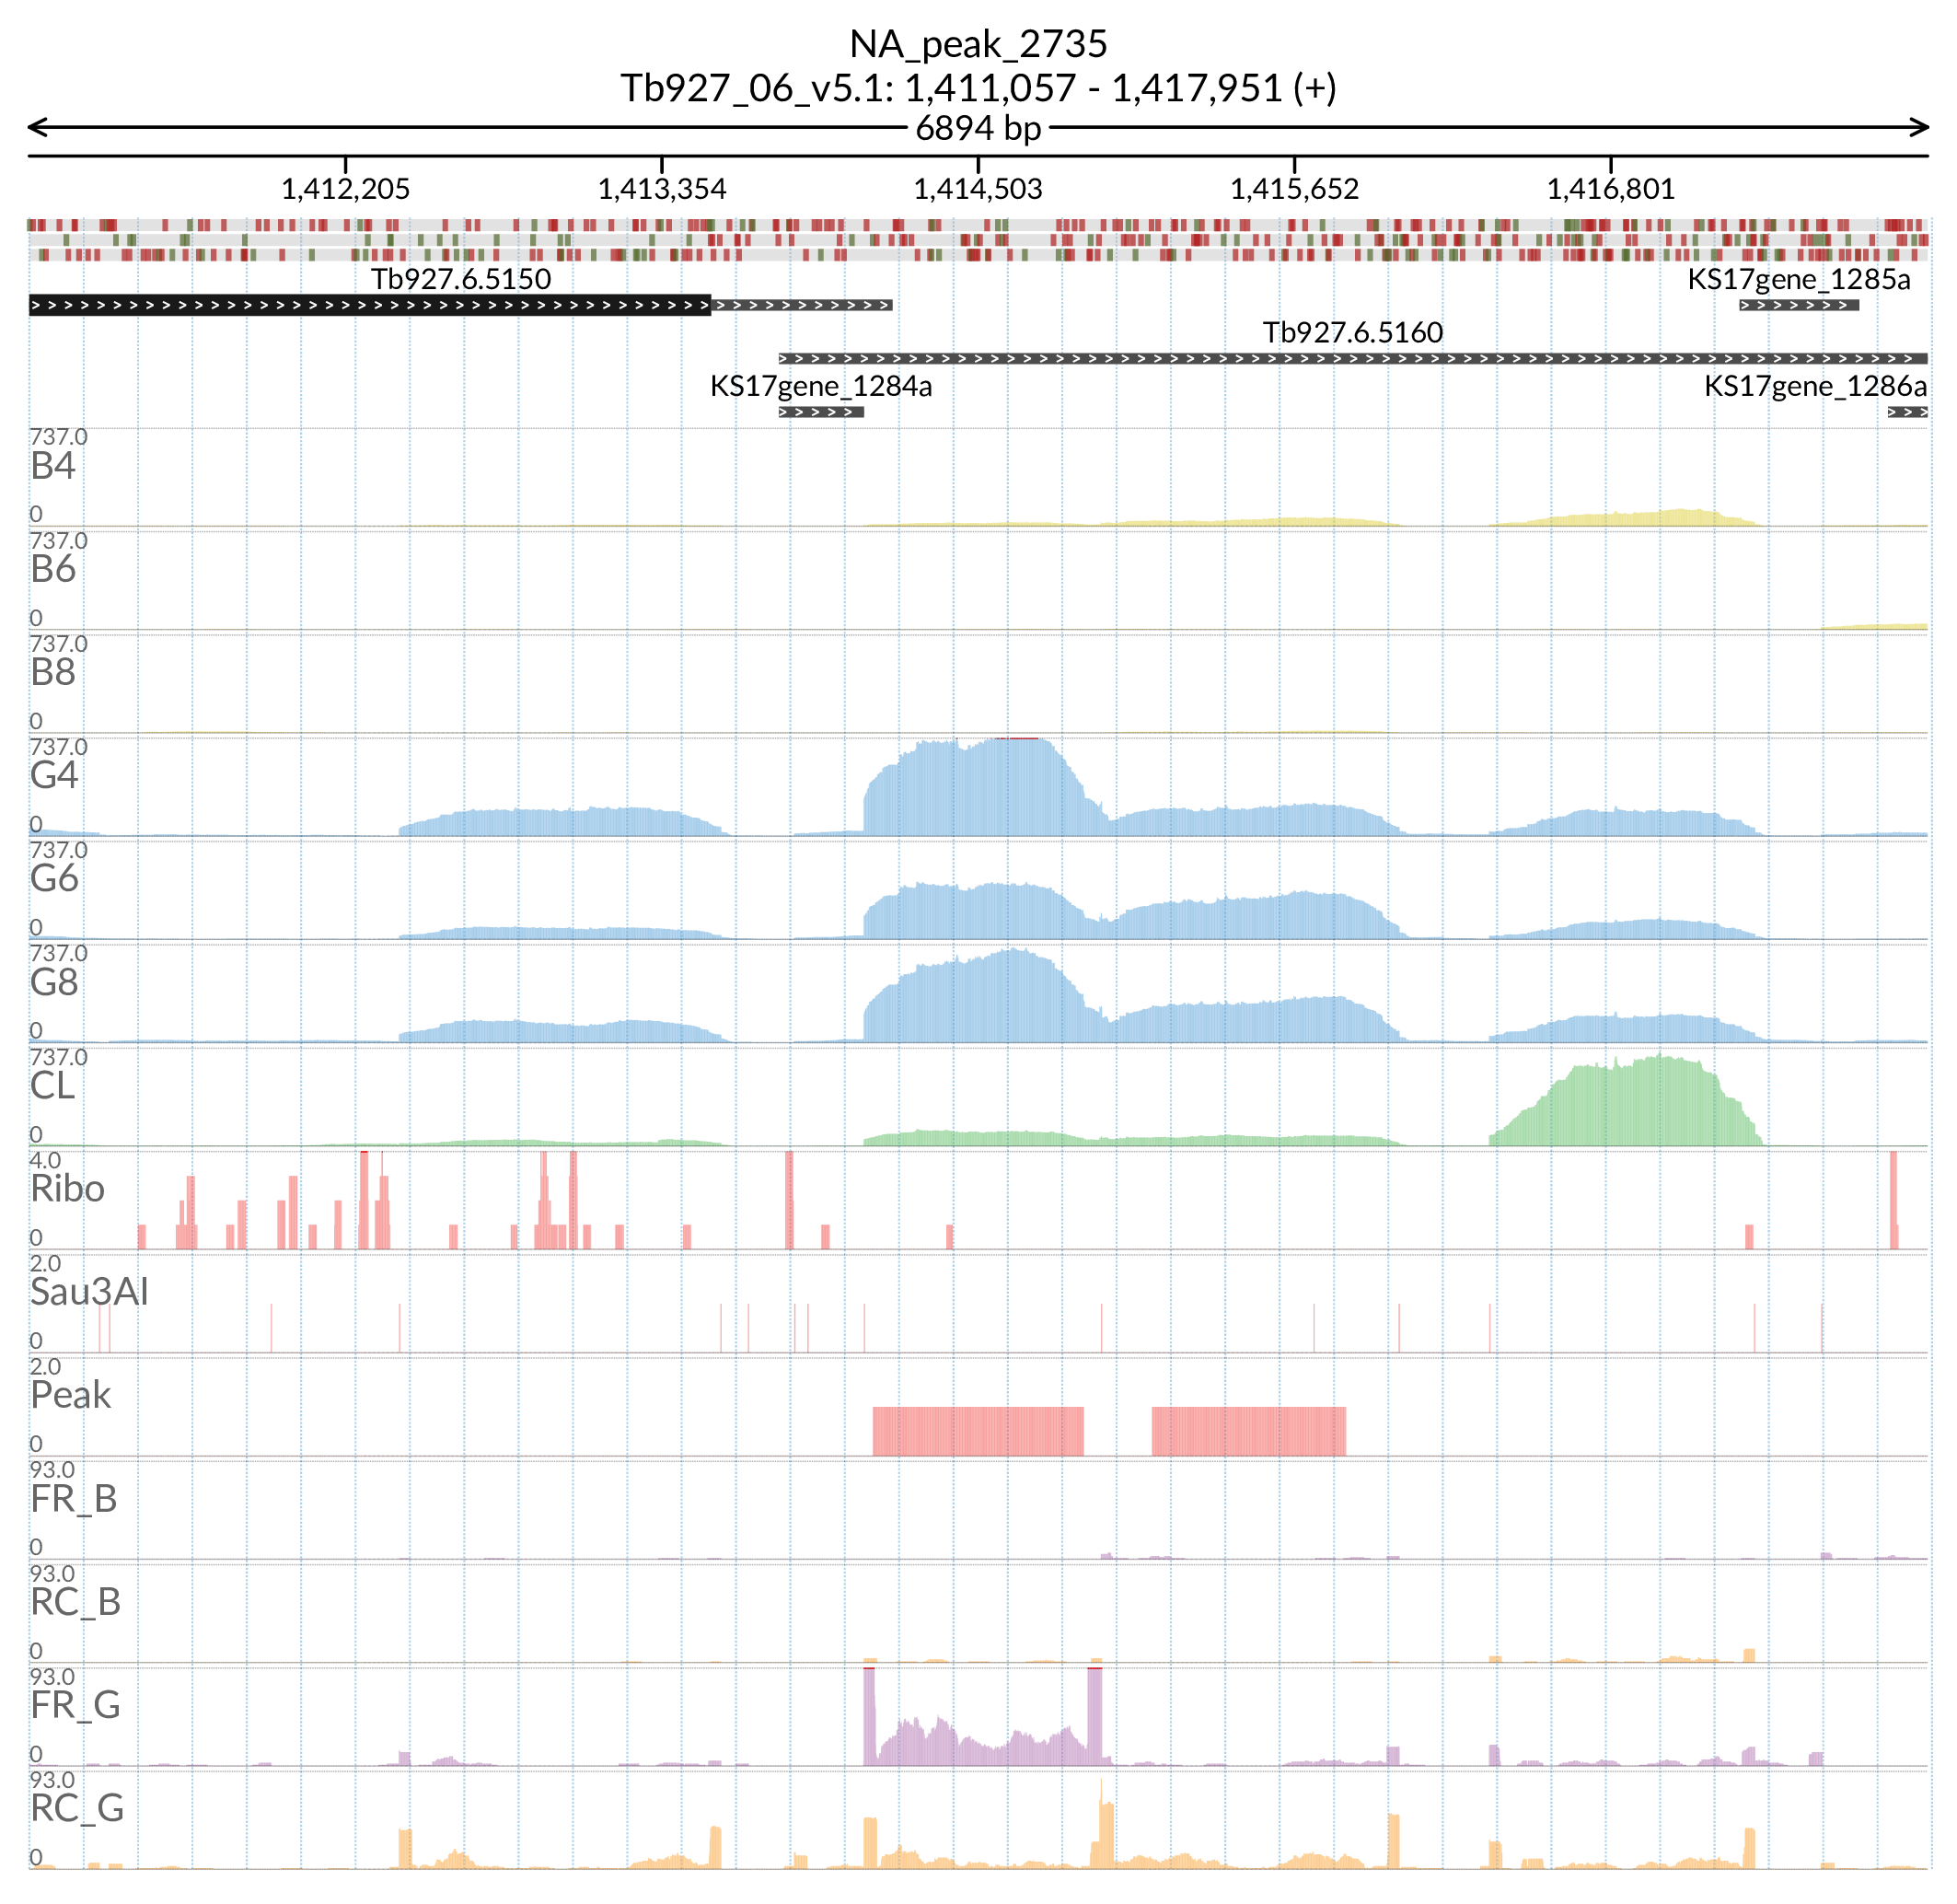 NA_peak_2735
Tb927_06_v5.1: 1,411,057 - 1,417,951 (+)
6894 bp
1,412,205 1,413,354 1,414,503 1,415,652 1,416,801
Tb927.6.5150 KS17gene_1285a
Tb927.6.5160
KS17gene_1284a KS17gene_1286a
737.0
B4
0
737.0
B6
0
737.0
B8
0
737.0
G4
0
737.0
G6
0
737.0
G8
0
737.0
CL
0
4.0
Ribo
0
2.0
Sau3AI
0
2.0
Peak
0
93.0
FR_B
0
93.0
RC_B
0
93.0
FR_G
0
93.0
RC_G
0